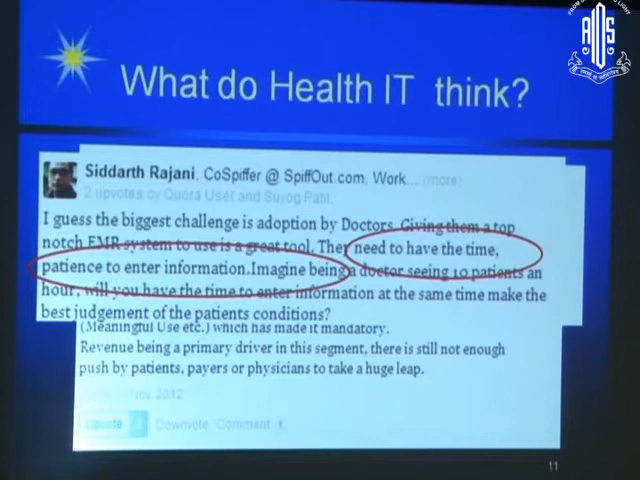 What do Health IT think?
Siddarth Rajani, CoSpiffer @ SpiffOut.com, Work... (more)
2 upvotes by Quora User and Suyog Patil
I guess the biggest challenge is adoption by Doctors. Giving them a top
notch EMR system to use is a great tool. They need to have the time,
patience to enter information.Imagine being a doctor seeing 10 patients an
hour, will you have the time to enter information at the same time make the
best judgement of the patients conditions?
(Meaningful Use etc.) which has made it mandatory.
Revenue being a primary driver in this segment, there is still not enough
push by patients, payers or physicians to take a huge leap.
Nov, 2012
Upvote Downvote Comment
11